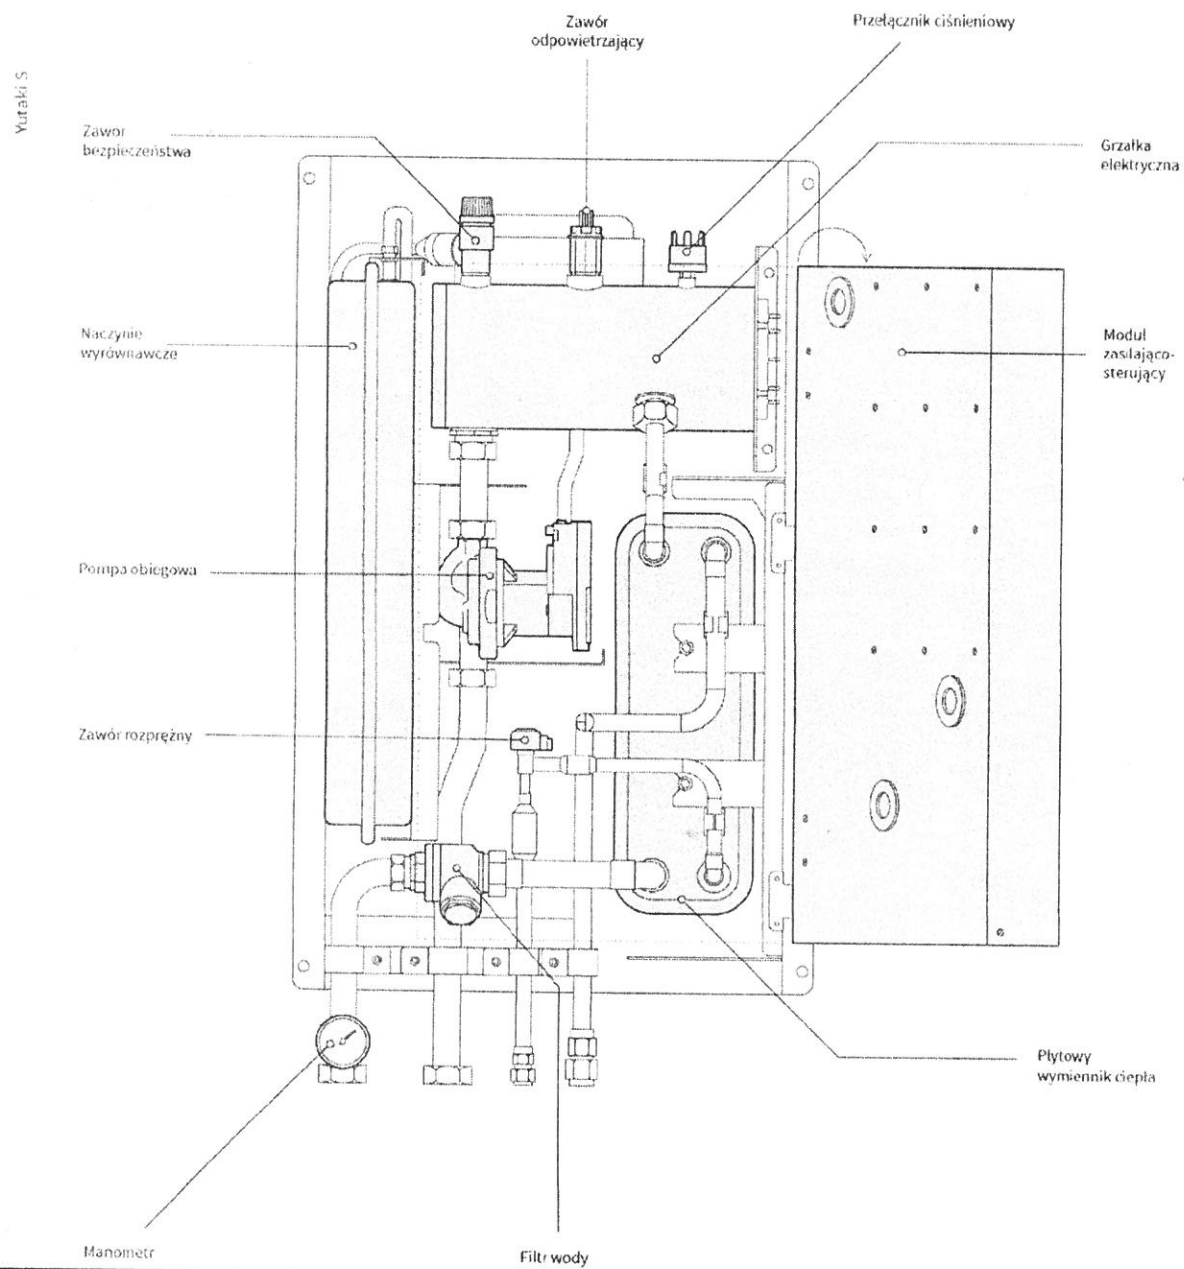 Zawór
odpowietrzający
Przełącznik ciśnieniowy
Yutaki S
Zawór
bezpieczeństwa
Grzałka
elektryczna
Naczynie
wyrównawcze
Moduł
zasilająco-
sterujący
Pompa obiegowa
Zawór rozprężny
Płytowy
wymiennik ciepła
Manometr
Filtr wody